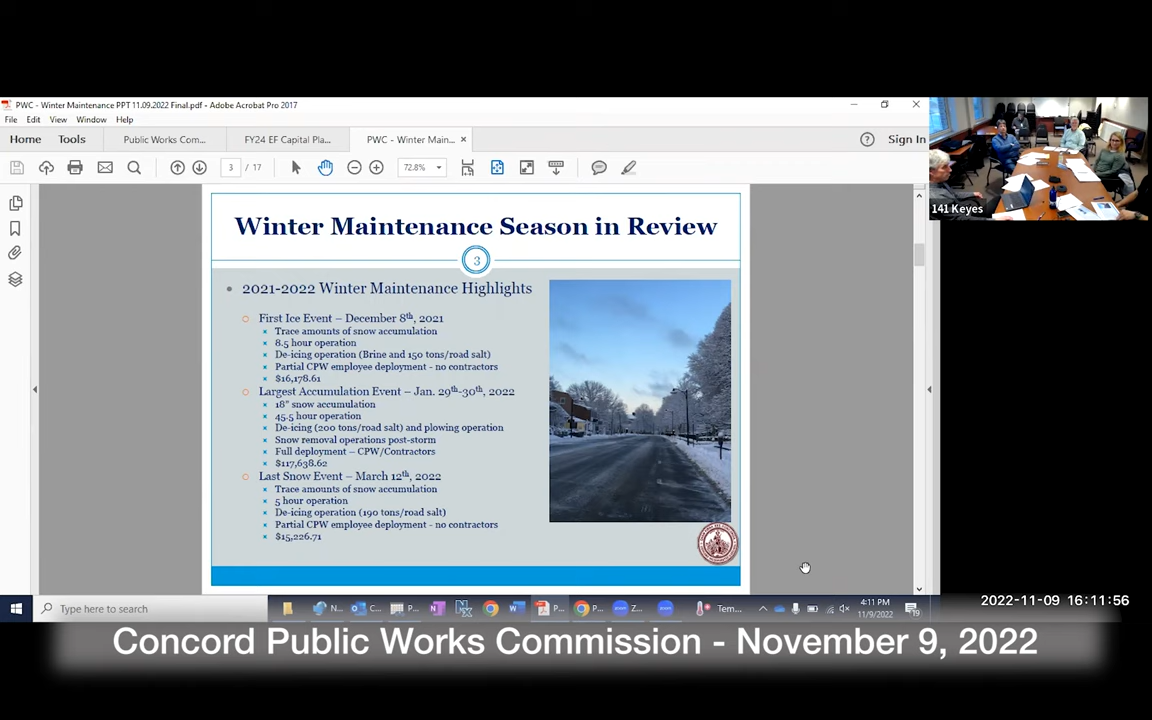 PWC - Winter Maintenance PPT 11.09.2022 Final.pdf - Adobe Acrobat Pro 2017
File Edit View Window Help
Home Tools Public Works Com... FY24 EF Capital Pla... PWC - Winter Main... × Sign In
3 / 17 72.8%
141 Keyes
Winter Maintenance Season in Review
3
2021-2022 Winter Maintenance Highlights
First Ice Event – December 8th, 2021
Trace amounts of snow accumulation
8.5 hour operation
De-icing operation (Brine and 150 tons/road salt)
Partial CPW employee deployment - no contractors
$16,178.61
Largest Accumulation Event – Jan. 29th-30th, 2022
18" snow accumulation
45.5 hour operation
De-icing (200 tons/road salt) and plowing operation
Snow removal operations post-storm
Full deployment – CPW/Contractors
$117,638.62
Last Snow Event – March 12th, 2022
Trace amounts of snow accumulation
5 hour operation
De-icing operation (190 tons/road salt)
Partial CPW employee deployment - no contractors
$15,226.71
Type here to search N... C... P... P... P... Z... Tem... 4:11 PM
11/9/2022 19
2022-11-09 16:11:56
Concord Public Works Commission - November 9, 2022